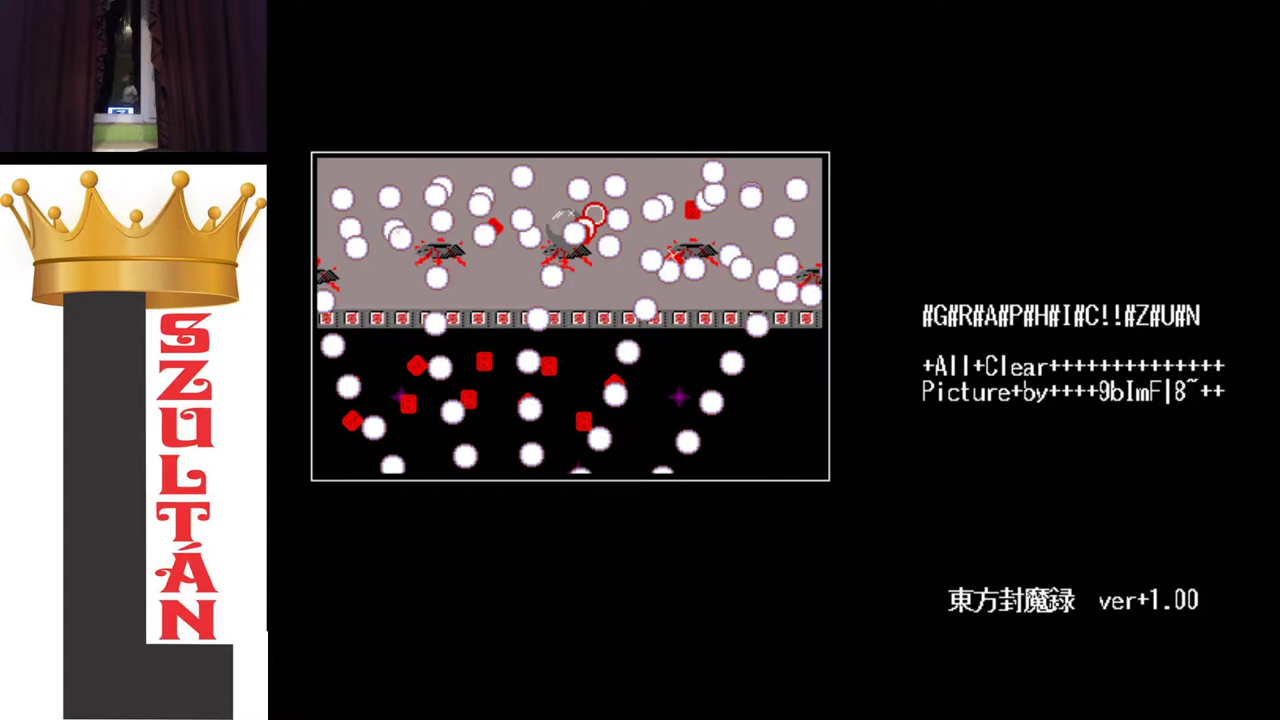 L SZULTÁN
#G#R#A#P#H#I#C!!#Z#U#N
+All+Clear++++++++++++++
Picture+by++++9bImF|8~++
東方封魔録 ver+1.00